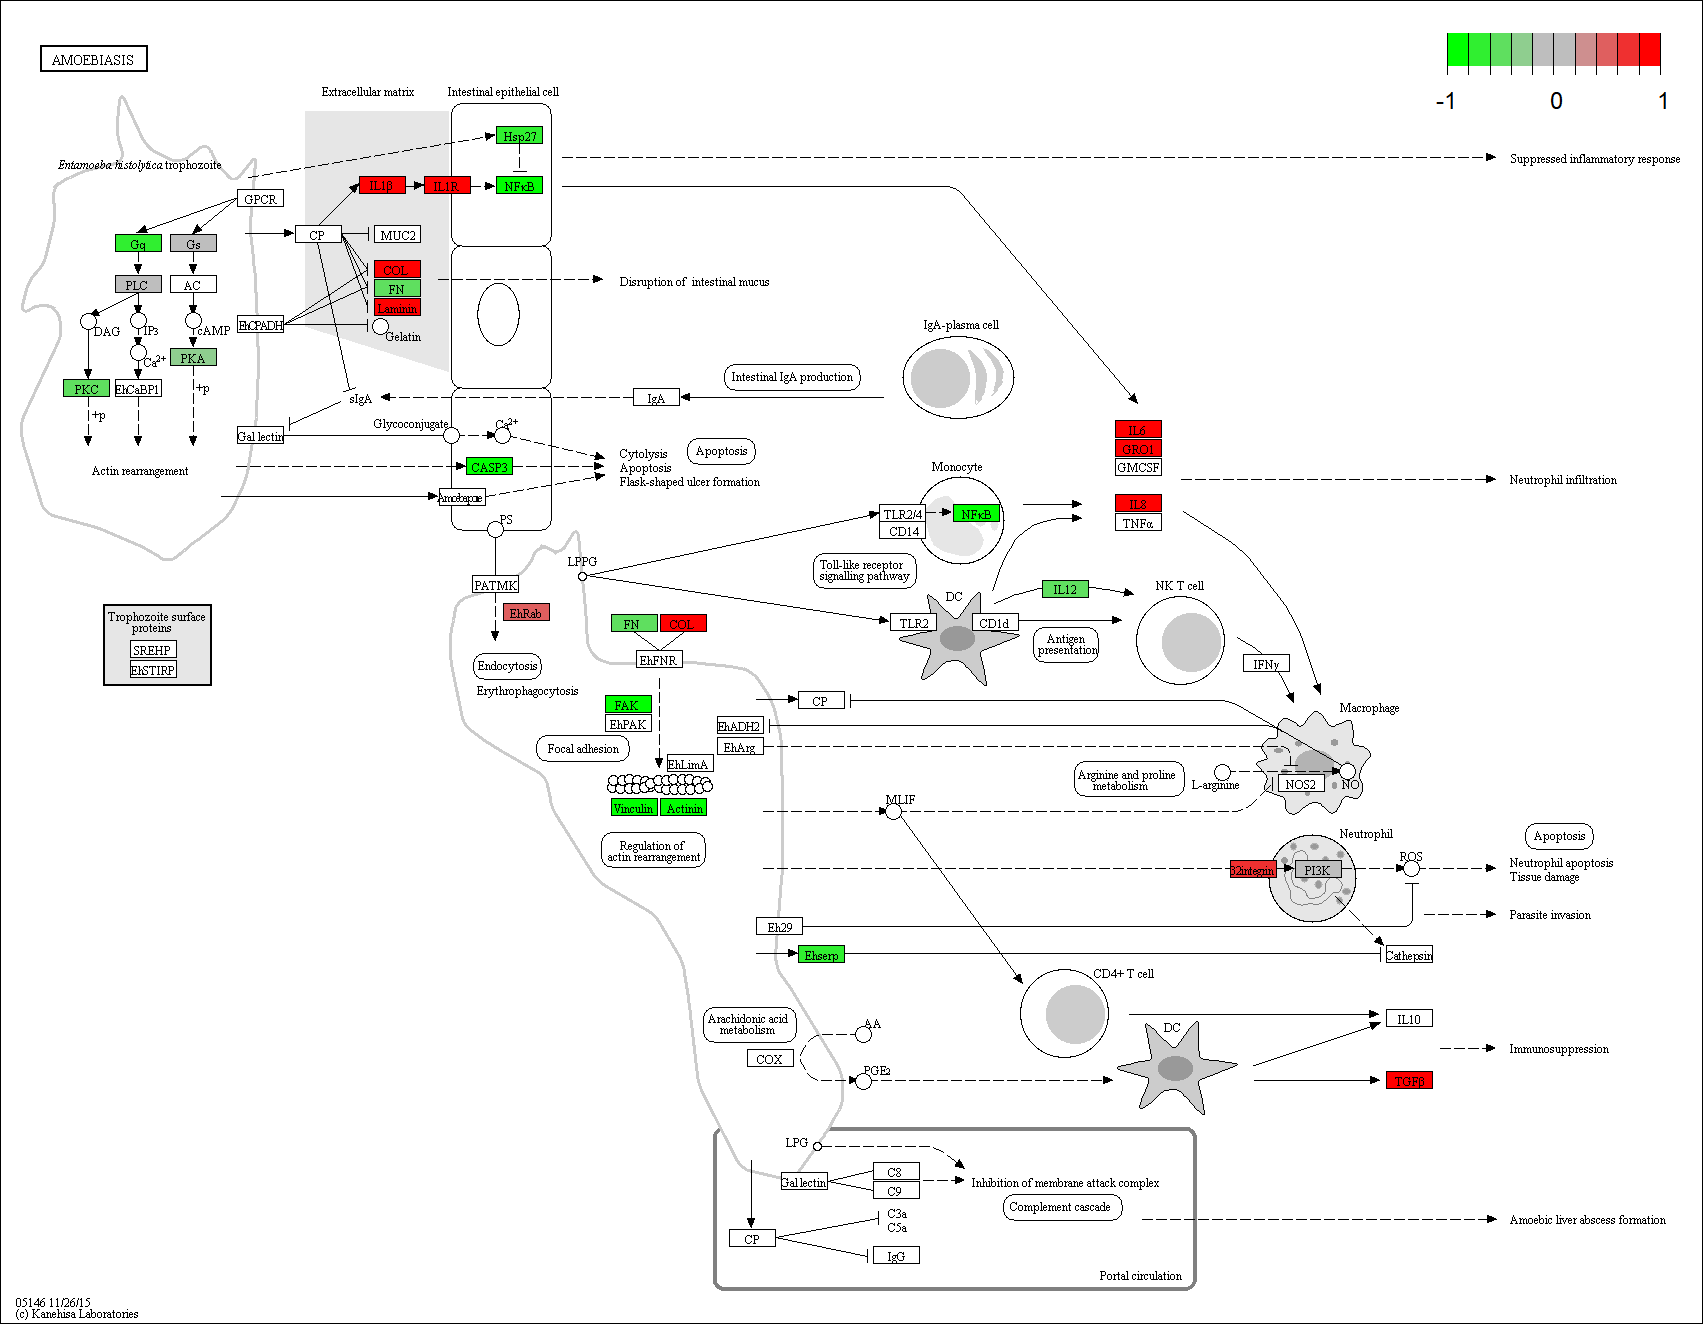 AMOEBIASIS
-1
0
1
Extracellular matrix
Intestinal epithelial cell
Hsp27
Entamoeba histolytica trophozoite
Suppressed inflammatory response
IL1β
IL1R
NFκB
GPCR
CP
MUC2
Gq
Gs
COL
FN
Laminin
Gelatin
Disruption of intestinal mucus
PLC
AC
DAG
IP3
cAMP
EhCPADH
Ca2+
PKA
PKC
EhCaBP1
+p
+p
IgA-plasma cell
Intestinal IgA production
sIgA
IgA
Gal lectin
Glycoconjugate
Ca2+
Actin rearrangement
CASP3
Cytolysis
Apoptosis
Flask-shaped ulcer formation
Apoptosis
Amoebapore
PS
IL6
GRO1
GMCSF
IL8
TNFα
Neutrophil infiltration
Monocyte
TLR2/4
CD14
NFκB
Toll-like receptor
signalling pathway
LPPG
PATMK
EhRab
Endocytosis
Erythrophagocytosis
Trophozoite surface
proteins
SREHP
EhSTIRP
DC
TLR2
CD1d
IL12
Antigen
presentation
NK T cell
IFNγ
FN
COL
EhFNR
FAK
EhPAK
Focal adhesion
EhLimA
Vinculin
Actinin
Regulation of
actin rearrangement
CP
EhADH2
EhArg
Macrophage
Arginine and proline
metabolism
L-arginine
NOS2
NO
MLIF
Neutrophil
β2integrin
PI3K
ROS
Apoptosis
Neutrophil apoptosis
Tissue damage
Parasite invasion
Eh29
Ehserp
Cathepsin
CD4+ T cell
Arachidonic acid
metabolism
AA
COX
PGE2
DC
IL10
Immunosuppression
TGFβ
LPG
Gal lectin
C8
C9
Inhibition of membrane attack complex
Complement cascade
C3a
C5a
CP
IgG
Amoebic liver abscess formation
Portal circulation
05146 11/26/15
(c) Kanehisa Laboratories